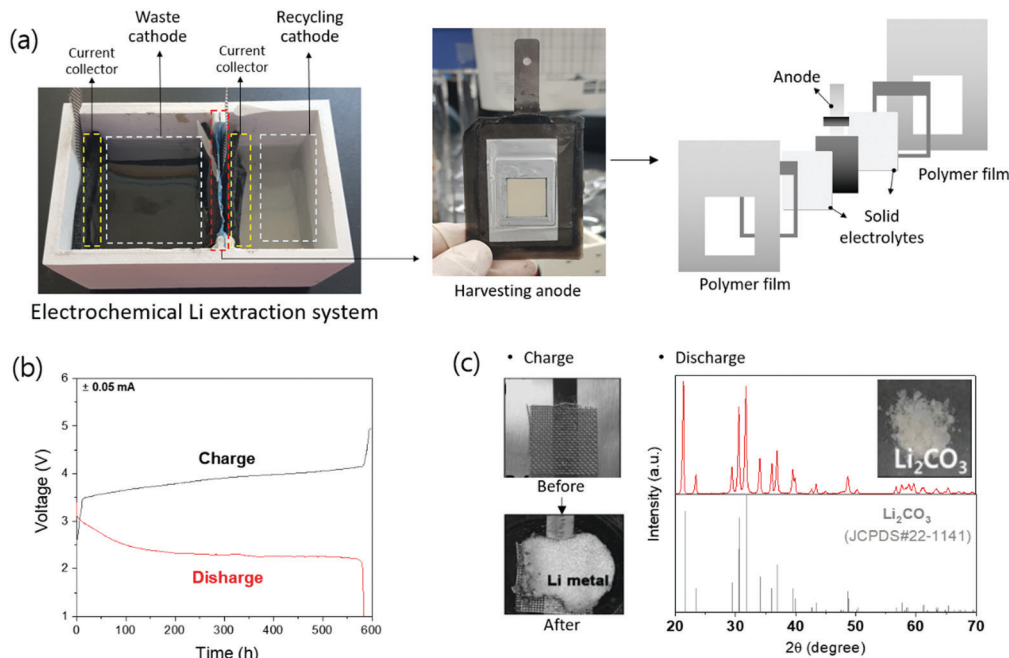 (a)
Waste
cathode
Recycling
cathode
Current
collector
Current
collector
Electrochemical Li extraction system
Harvesting anode
Anode
Polymer film
Solid
electrolytes
Polymer film
(b)
± 0.05 mA
Charge
Disharge
Voltage (V)
6
5
4
3
2
1
0 100 200 300 400 500 600
Time (h)
(c)
• Charge
Before
Li metal
After
• Discharge
Li₂CO₃
Li₂CO₃
(JCPDS#22-1141)
Intensity (a.u.)
20 30 40 50 60 70
2θ (degree)